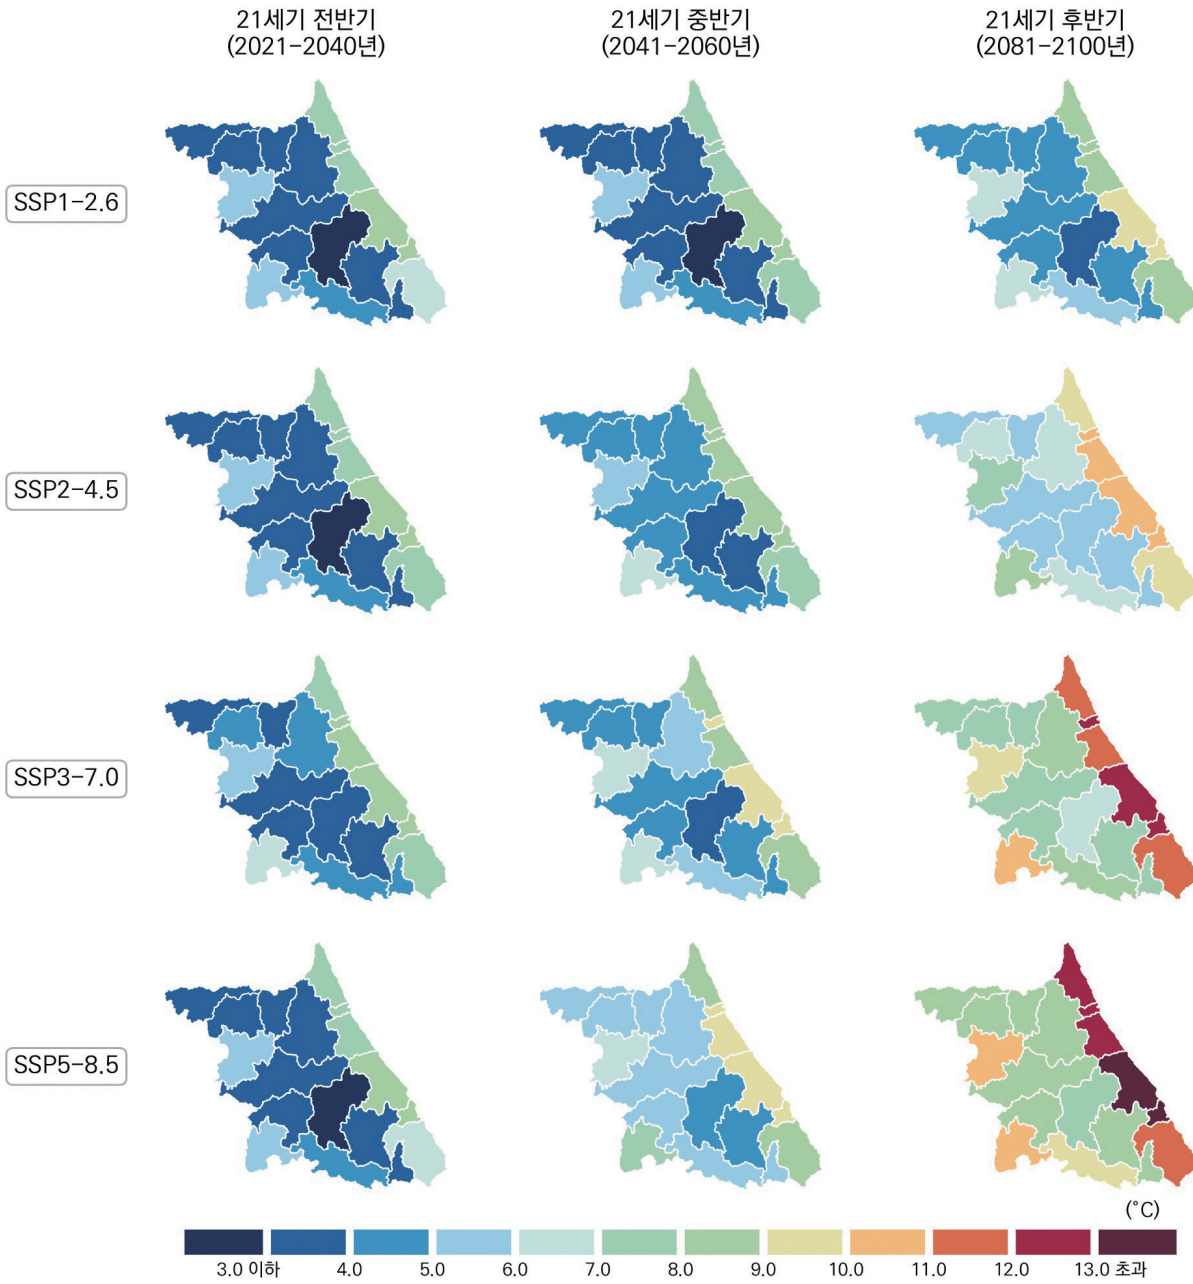 21세기 전반기
(2021-2040년)
21세기 중반기
(2041-2060년)
21세기 후반기
(2081-2100년)
SSP1-2.6
SSP2-4.5
SSP3-7.0
SSP5-8.5
(°C)
3.0 이하 4.0 5.0 6.0 7.0 8.0 9.0 10.0 11.0 12.0 13.0 초과